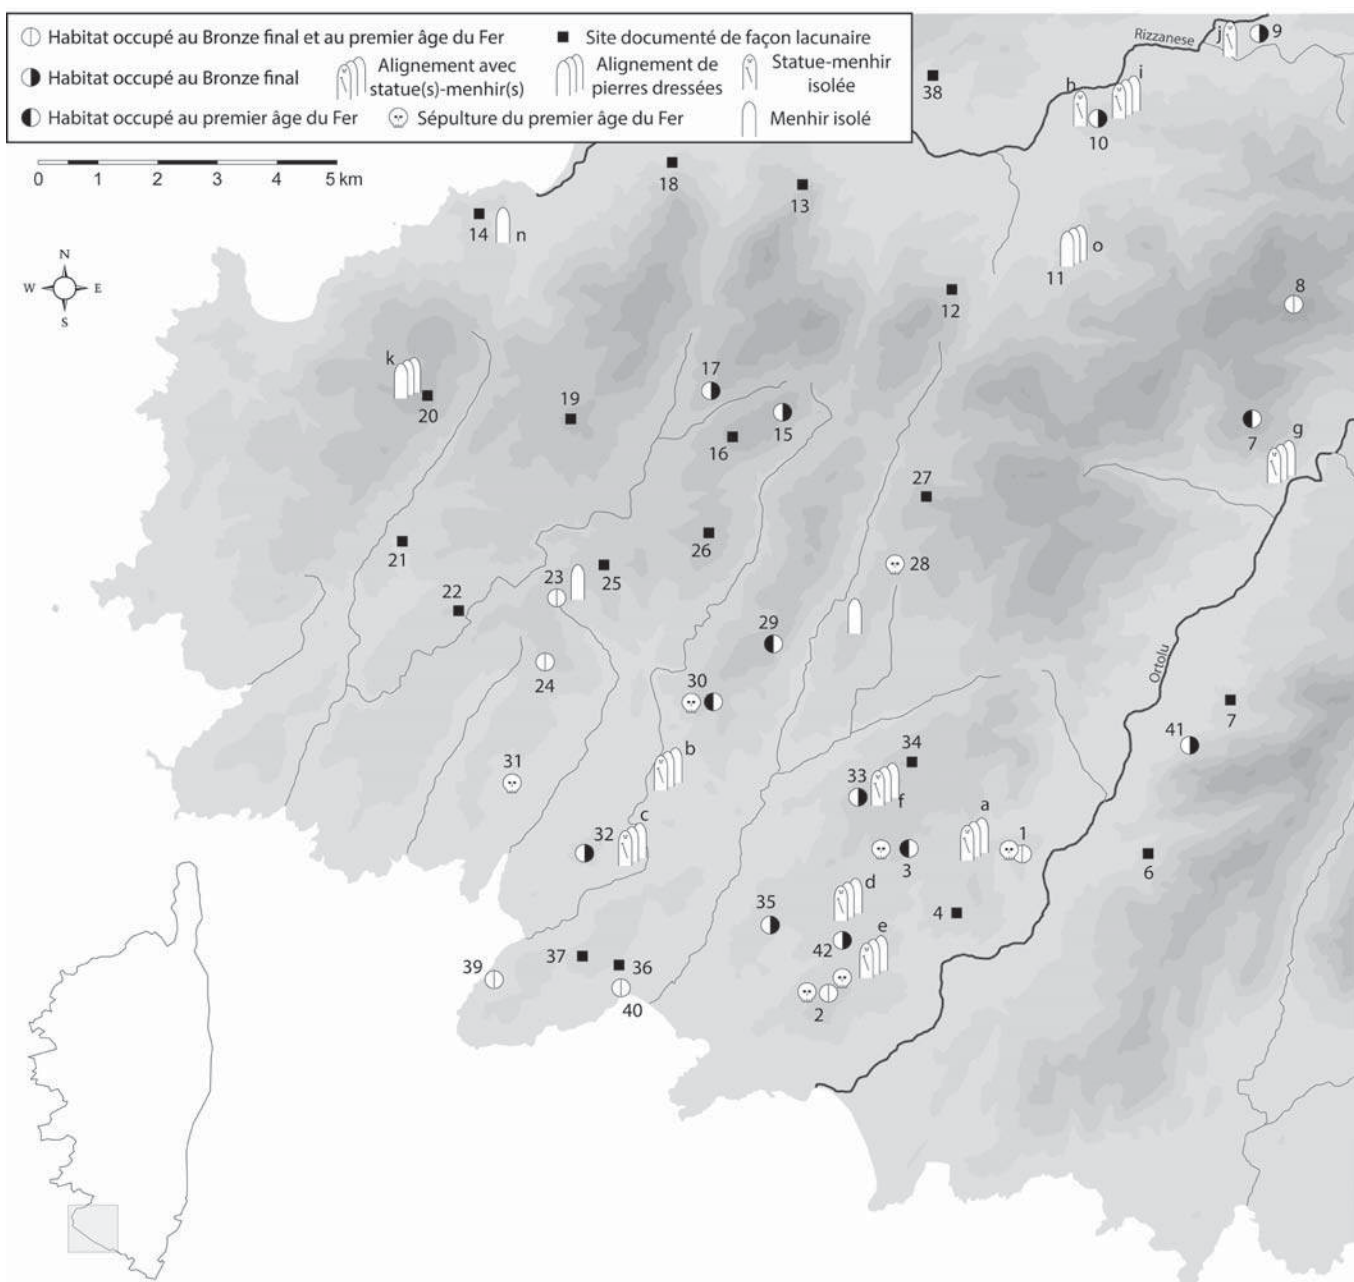 Habitat occupé au Bronze final et au premier âge du Fer
Site documenté de façon lacunaire
Habitat occupé au Bronze final
Alignement avec
statue(s)-menhir(s)
Alignement de
pierres dressées
Statue-menhir
isolée
Habitat occupé au premier âge du Fer
Sépulture du premier âge du Fer
Menhir isolé
0 1 2 3 4 5 km
N
W E
S
Rizzanese
j
9
38
h
i
10
18
13
14
n
o
11
12
8
k
20
17
19
15
16
7
g
27
21
26
23
25
28
22
29
24
30
Ortolu
7
41
31
b
34
33
f
a
32
c
1
3
6
d
35
4
42
e
37
36
39
40
2